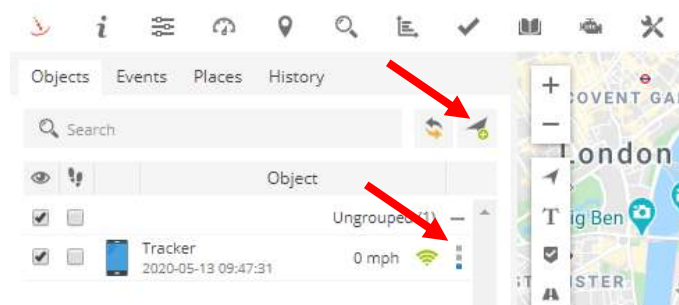 Objects Events Places History
Search
Object
Ungrouped (1)
Tracker
2020-05-13 09:47:31
0 mph
COVENT GA
London
ig Ben
STER
T